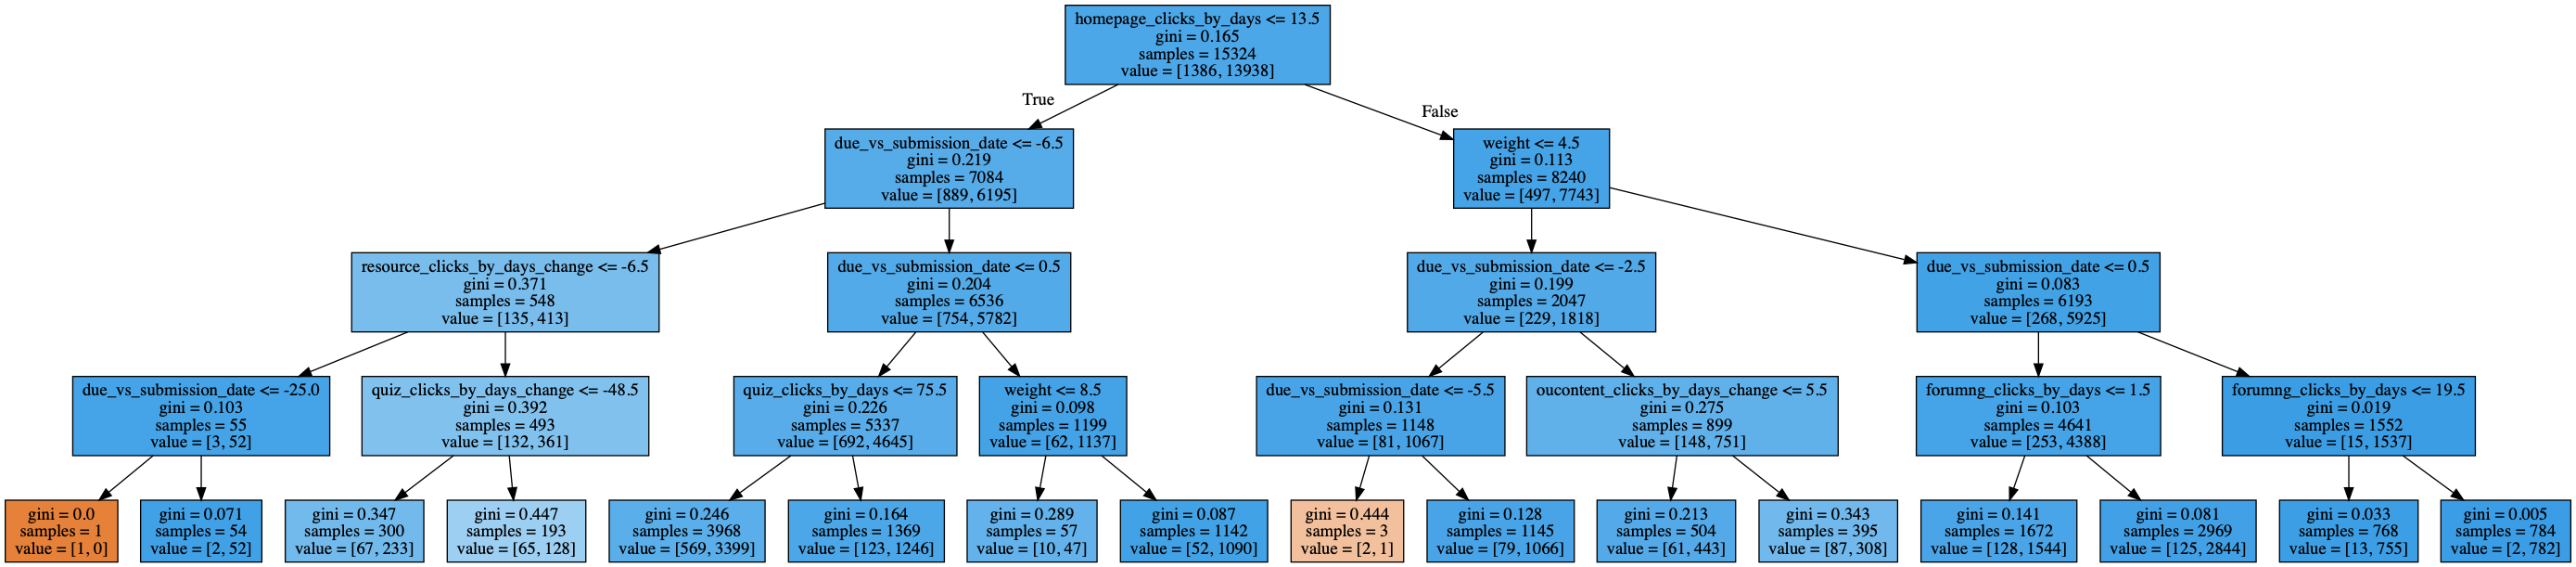 homepage_clicks_by_days <= 13.5
gini = 0.165
samples = 15324
value = [1386, 13938]
True
False
due_vs_submission_date <= -6.5
gini = 0.219
samples = 7084
value = [889, 6195]
weight <= 4.5
gini = 0.113
samples = 8240
value = [497, 7743]
resource_clicks_by_days_change <= -6.5
gini = 0.371
samples = 548
value = [135, 413]
due_vs_submission_date <= 0.5
gini = 0.204
samples = 6536
value = [754, 5782]
due_vs_submission_date <= -2.5
gini = 0.199
samples = 2047
value = [229, 1818]
due_vs_submission_date <= 0.5
gini = 0.083
samples = 6193
value = [268, 5925]
due_vs_submission_date <= -25.0
gini = 0.103
samples = 55
value = [3, 52]
quiz_clicks_by_days_change <= -48.5
gini = 0.392
samples = 493
value = [132, 361]
quiz_clicks_by_days <= 75.5
gini = 0.226
samples = 5337
value = [692, 4645]
weight <= 8.5
gini = 0.098
samples = 1199
value = [62, 1137]
due_vs_submission_date <= -5.5
gini = 0.131
samples = 1148
value = [81, 1067]
oucontent_clicks_by_days_change <= 5.5
gini = 0.275
samples = 899
value = [148, 751]
forumng_clicks_by_days <= 1.5
gini = 0.103
samples = 4641
value = [253, 4388]
forumng_clicks_by_days <= 19.5
gini = 0.019
samples = 1552
value = [15, 1537]
gini = 0.0
samples = 1
value = [1, 0]
gini = 0.071
samples = 54
value = [2, 52]
gini = 0.347
samples = 300
value = [67, 233]
gini = 0.447
samples = 193
value = [65, 128]
gini = 0.246
samples = 3968
value = [569, 3399]
gini = 0.164
samples = 1369
value = [123, 1246]
gini = 0.289
samples = 57
value = [10, 47]
gini = 0.087
samples = 1142
value = [52, 1090]
gini = 0.444
samples = 3
value = [2, 1]
gini = 0.128
samples = 1145
value = [79, 1066]
gini = 0.213
samples = 504
value = [61, 443]
gini = 0.343
samples = 395
value = [87, 308]
gini = 0.141
samples = 1672
value = [128, 1544]
gini = 0.081
samples = 2969
value = [125, 2844]
gini = 0.033
samples = 768
value = [13, 755]
gini = 0.005
samples = 784
value = [2, 782]